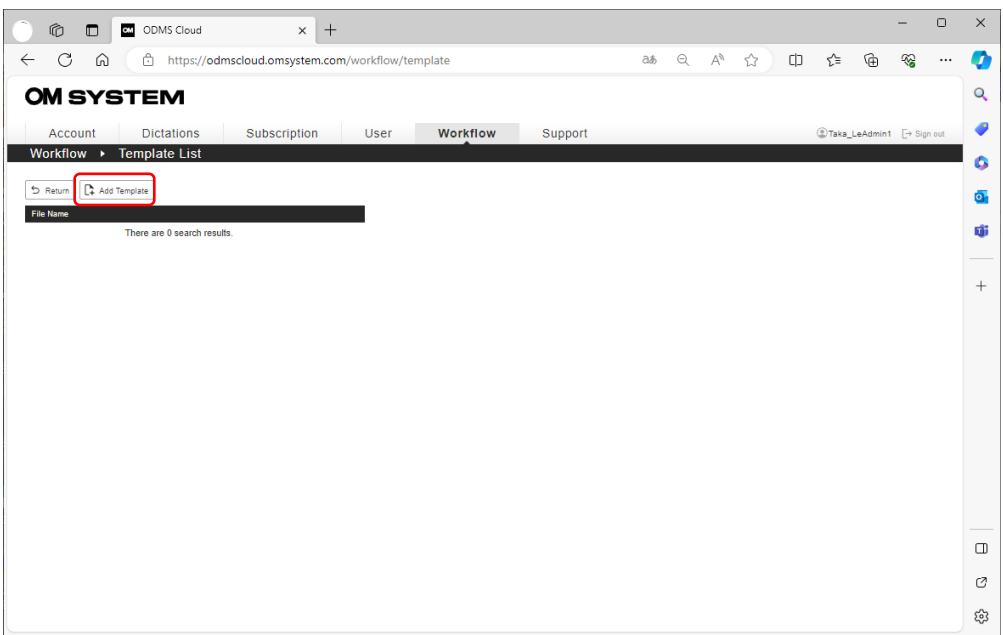 OM ODMS Cloud
https://odmscloud.omsystem.com/workflow/template
OM SYSTEM
Account Dictations Subscription User Workflow Support Taka_LeAdmin1 Sign out
Workflow Template List
Return Add Template
File Name
There are 0 search results.